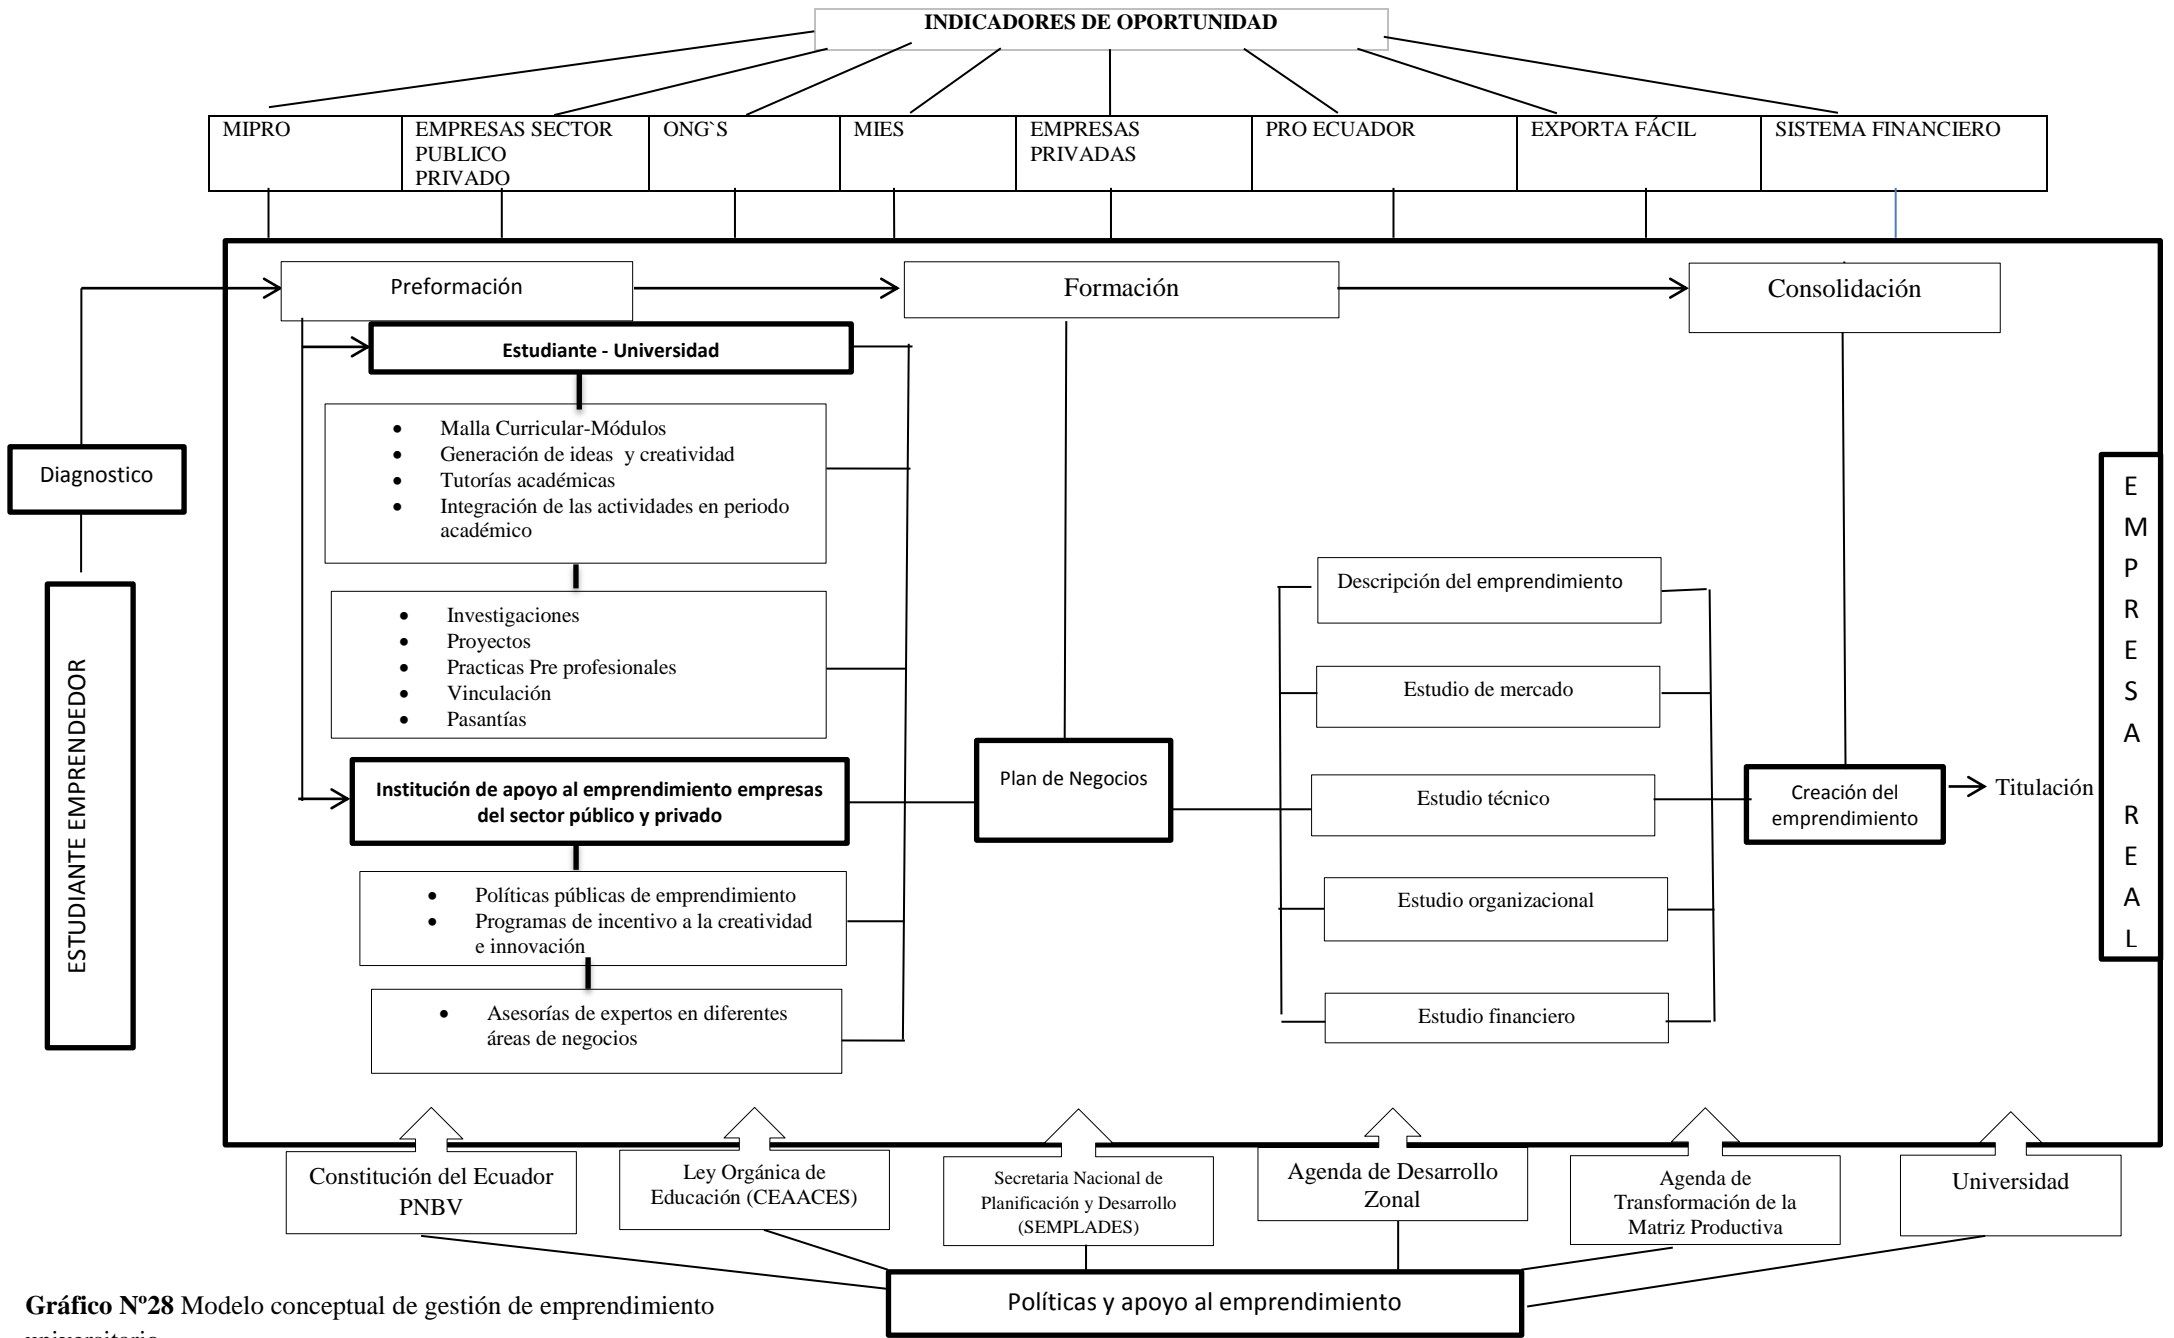 INDICADORES DE OPORTUNIDAD
MIPRO
EMPRESAS SECTOR
PUBLICO
PRIVADO
ONG`S
MIES
EMPRESAS
PRIVADAS
PRO ECUADOR
EXPORTA FÁCIL
SISTEMA FINANCIERO
Preformación
Formación
Consolidación
Estudiante - Universidad
• Malla Curricular-Módulos
• Generación de ideas y creatividad
• Tutorías académicas
• Integración de las actividades en periodo
académico
Diagnostico
ESTUDIANTE EMPRENDEDOR
• Investigaciones
• Proyectos
• Practicas Pre profesionales
• Vinculación
• Pasantías
Institución de apoyo al emprendimiento empresas
del sector público y privado
• Políticas públicas de emprendimiento
• Programas de incentivo a la creatividad
e innovación
• Asesorías de expertos en diferentes
áreas de negocios
Plan de Negocios
Descripción del emprendimiento
Estudio de mercado
Estudio técnico
Estudio organizacional
Estudio financiero
Creación del
emprendimiento
Titulación
EMPRESA REAL
Constitución del Ecuador
PNBV
Ley Orgánica de
Educación (CEAACES)
Secretaria Nacional de
Planificación y Desarrollo
(SEMPLADES)
Agenda de Desarrollo
Zonal
Agenda de
Transformación de la
Matriz Productiva
Universidad
Políticas y apoyo al emprendimiento
Gráfico Nº28 Modelo conceptual de gestión de emprendimiento